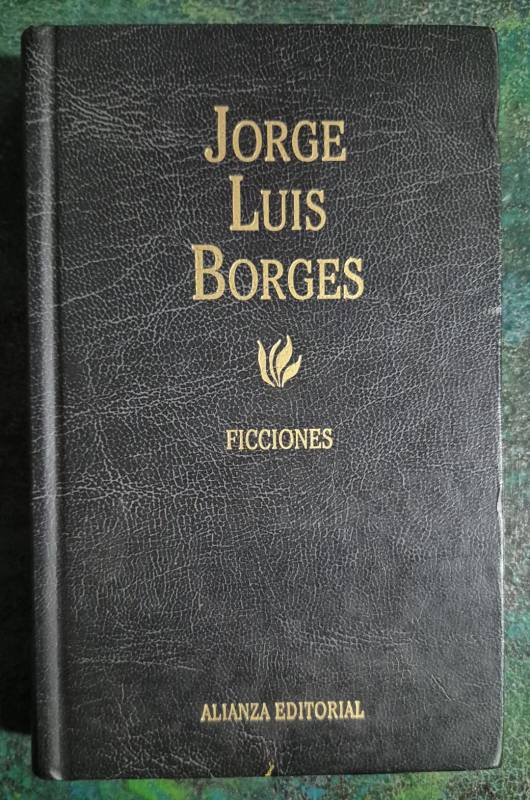 JORGE
LUIS
BORGES
FICCIONES
ALIANZA EDITORIAL